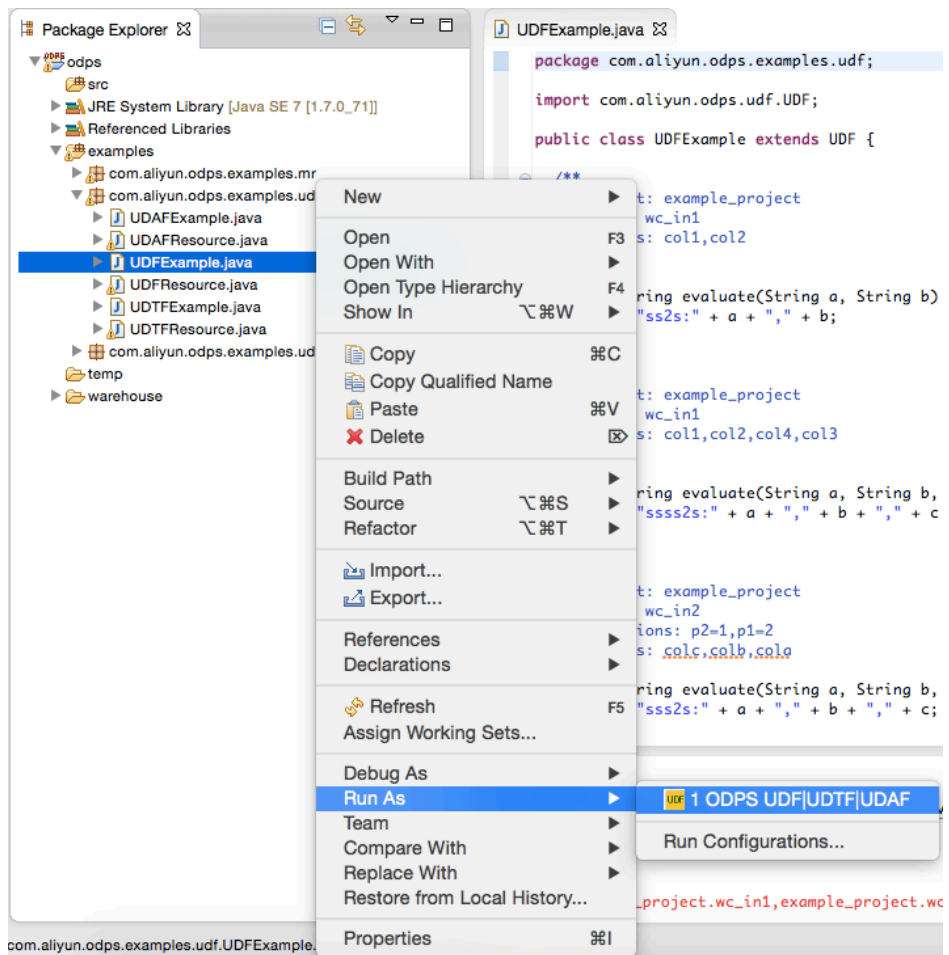 Package Explorer
ODPS
odps
src
JRE System Library [Java SE 7 [1.7.0_71]]
Referenced Libraries
examples
com.aliyun.odps.examples.mr
com.aliyun.odps.examples.ud
UDAFExample.java
UDAFResource.java
UDFExample.java
UDFResource.java
UDTFExample.java
UDTFResource.java
com.aliyun.odps.examples.ud
temp
warehouse
com.aliyun.odps.examples.udf.UDFExample.
New
Open F3
Open With
Open Type Hierarchy F4
Show In ⌥⌘W
Copy ⌘C
Copy Qualified Name
Paste ⌘V
Delete ⌦
Build Path
Source ⌥⌘S
Refactor ⌥⌘T
Import...
Export...
References
Declarations
Refresh F5
Assign Working Sets...
Debug As
Run As
Team
Compare With
Replace With
Restore from Local History...
Properties ⌘I
UDF 1 ODPS UDF|UDTF|UDAF
Run Configurations...
UDFExample.java
package com.aliyun.odps.examples.udf;
import com.aliyun.odps.udf.UDF;
public class UDFExample extends UDF {
/**
t: example_project
wc_in1
s: col1,col2
ring evaluate(String a, String b)
"ss2s:" + a + "," + b;
t: example_project
wc_in1
s: col1,col2,col4,col3
ring evaluate(String a, String b,
"ssss2s:" + a + "," + b + "," + c
t: example_project
wc_in2
ions: p2=1,p1=2
s: colc,colb,cola
ring evaluate(String a, String b,
"sss2s:" + a + "," + b + "," + c;
_project.wc_in1,example_project.wc